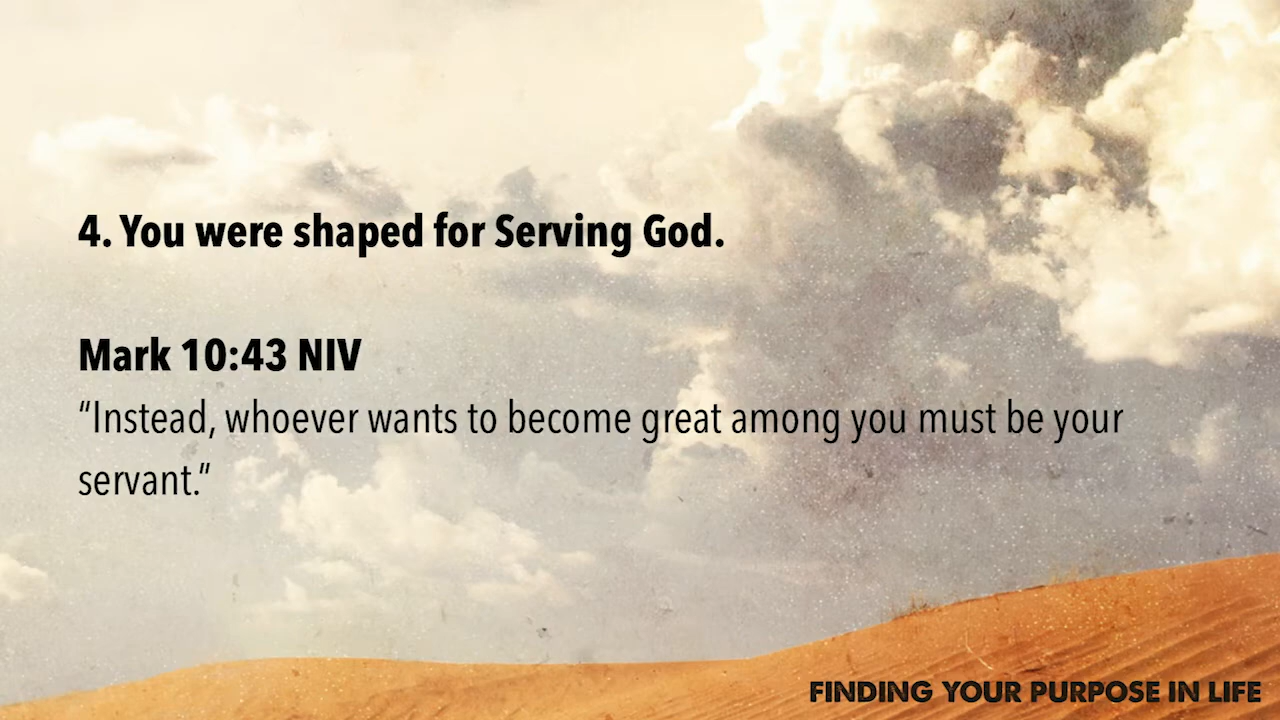 4. You were shaped for Serving God.
Mark 10:43 NIV
“Instead, whoever wants to become great among you must be your
servant.”
FINDING YOUR PURPOSE IN LIFE